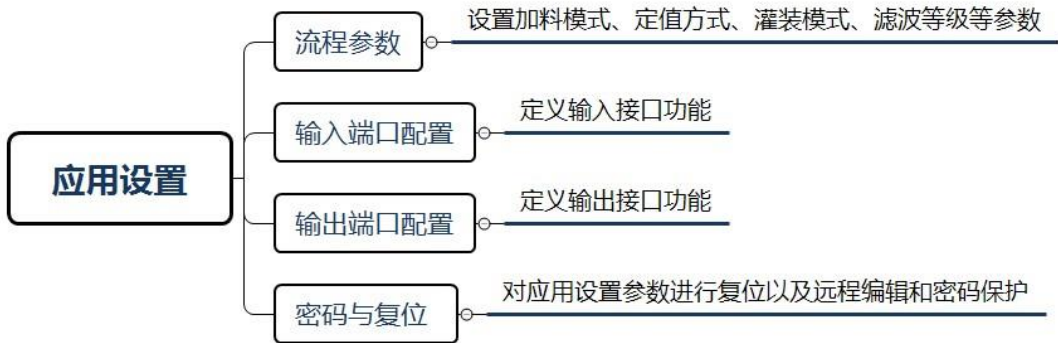 应用设置
流程参数
设置加料模式、定值方式、灌装模式、滤波等级等参数
输入端口配置
定义输入接口功能
输出端口配置
定义输出接口功能
密码与复位
对应用设置参数进行复位以及远程编辑和密码保护